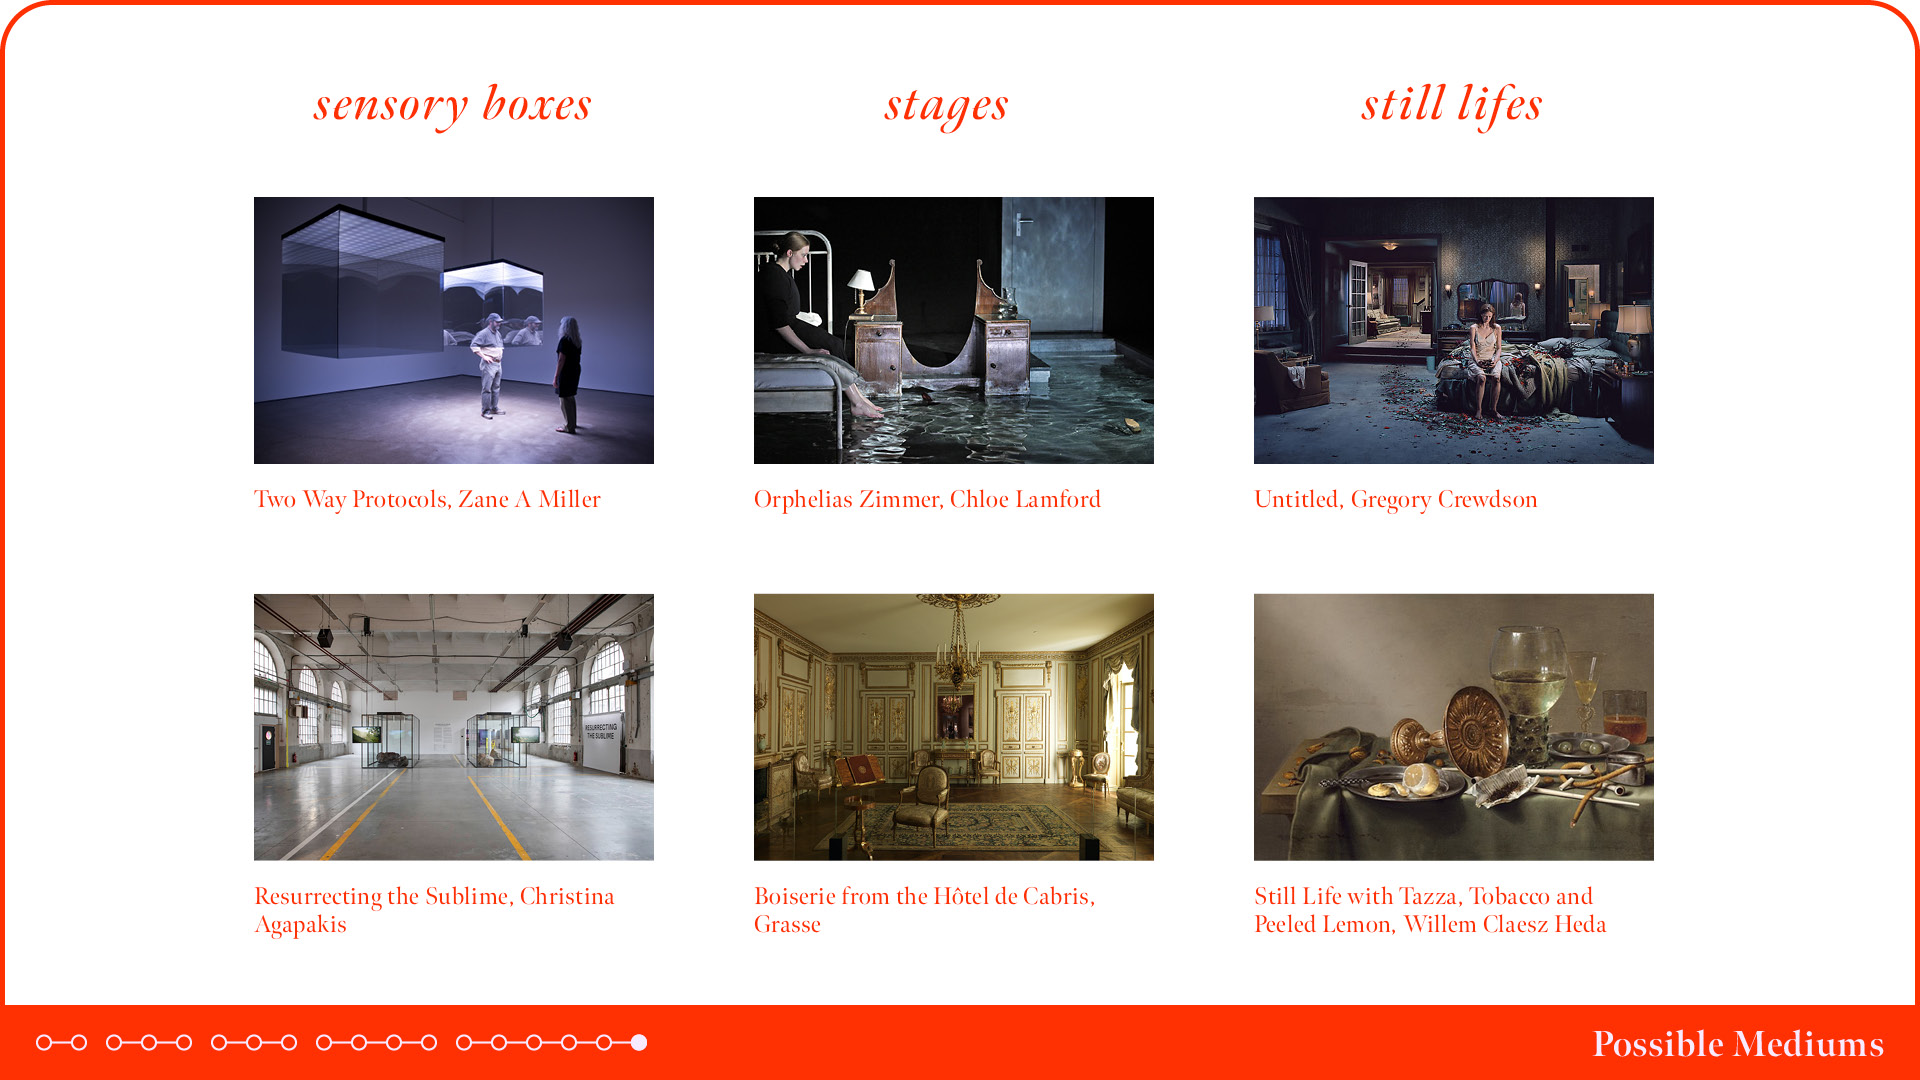 sensory boxes
stages
still lifes
Two Way Protocols, Zane A Miller
Orphelias Zimmer, Chloe Lamford
Untitled, Gregory Crewdson
RESURRECTING
THE SUBLIME
Resurrecting the Sublime, Christina
Agapakis
Boiserie from the Hôtel de Cabris,
Grasse
Still Life with Tazza, Tobacco and
Peeled Lemon, Willem Claesz Heda
Possible Mediums